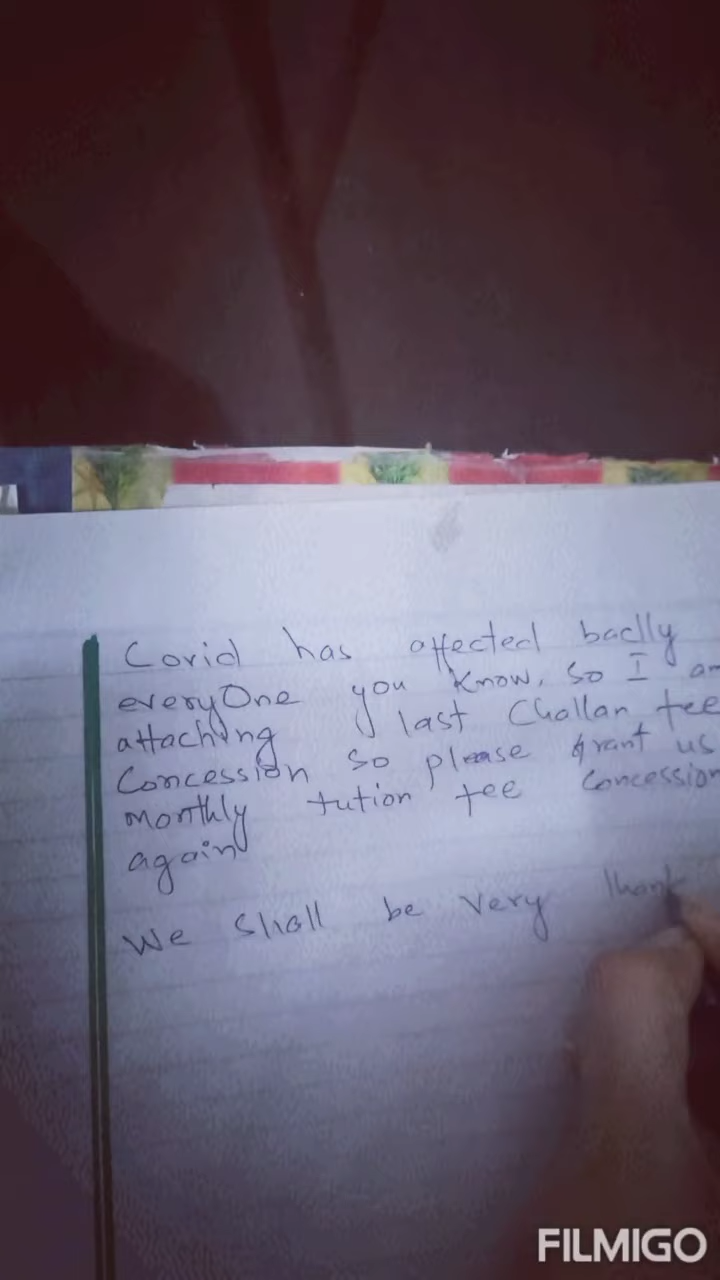 Covid has affected badly
everyOne you know. so I am
attaching last Challan fee
Concession so please grant us
monthly tution fee Concession
again
We shall be very thank
FILMIGO